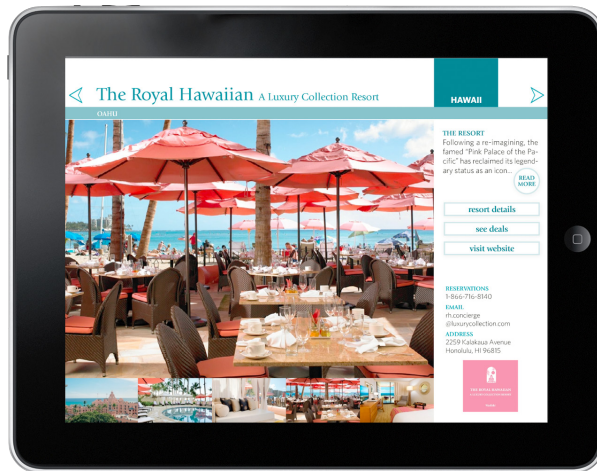 The Royal Hawaiian A Luxury Collection Resort
HAWAII
OAHU
THE RESORT
Following a re-imagining, the
famed "Pink Palace of the Pa-
cific" has reclaimed its legend-
ary status as an icon...
READ
MORE
resort details
see deals
visit website
RESERVATIONS
1-866-716-8140
EMAIL
rh.concierge
@luxurycollection.com
ADDRESS
2259 Kalakaua Avenue
Honolulu, HI 96815
THE ROYAL HAWAIIAN